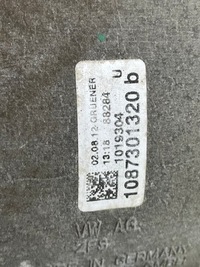 02.08.12 GRUENER U
13:18 88284
1019304
1087301320 b
VW AG
IN GERMANY